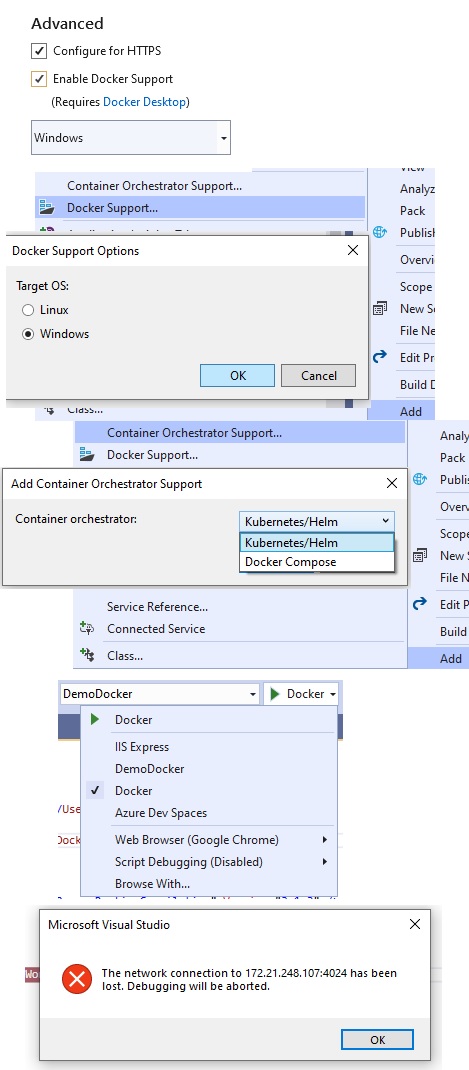 Advanced
Configure for HTTPS
Enable Docker Support
(Requires Docker Desktop)
Windows
Container Orchestrator Support...
Docker Support...
View
Analyz
Pack
Publish
Overvi
Scope
New S
File Ne
Edit Pr
Build D
Add
Docker Support Options
Target OS:
Linux
Windows
OK
Cancel
Class...
Container Orchestrator Support...
Docker Support...
Analy
Pack
Publi
Overv
Scope
New S
File N
Edit P
Build
Add
Add Container Orchestrator Support
Container orchestrator:
Kubernetes/Helm
Kubernetes/Helm
Docker Compose
Service Reference...
Connected Service
Class...
DemoDocker
Docker
Docker
IIS Express
DemoDocker
Docker
Azure Dev Spaces
Web Browser (Google Chrome)
Script Debugging (Disabled)
Browse With...
/Use
Dock
Microsoft Visual Studio
Wor
The network connection to 172.21.248.107:4024 has been
lost. Debugging will be aborted.
OK